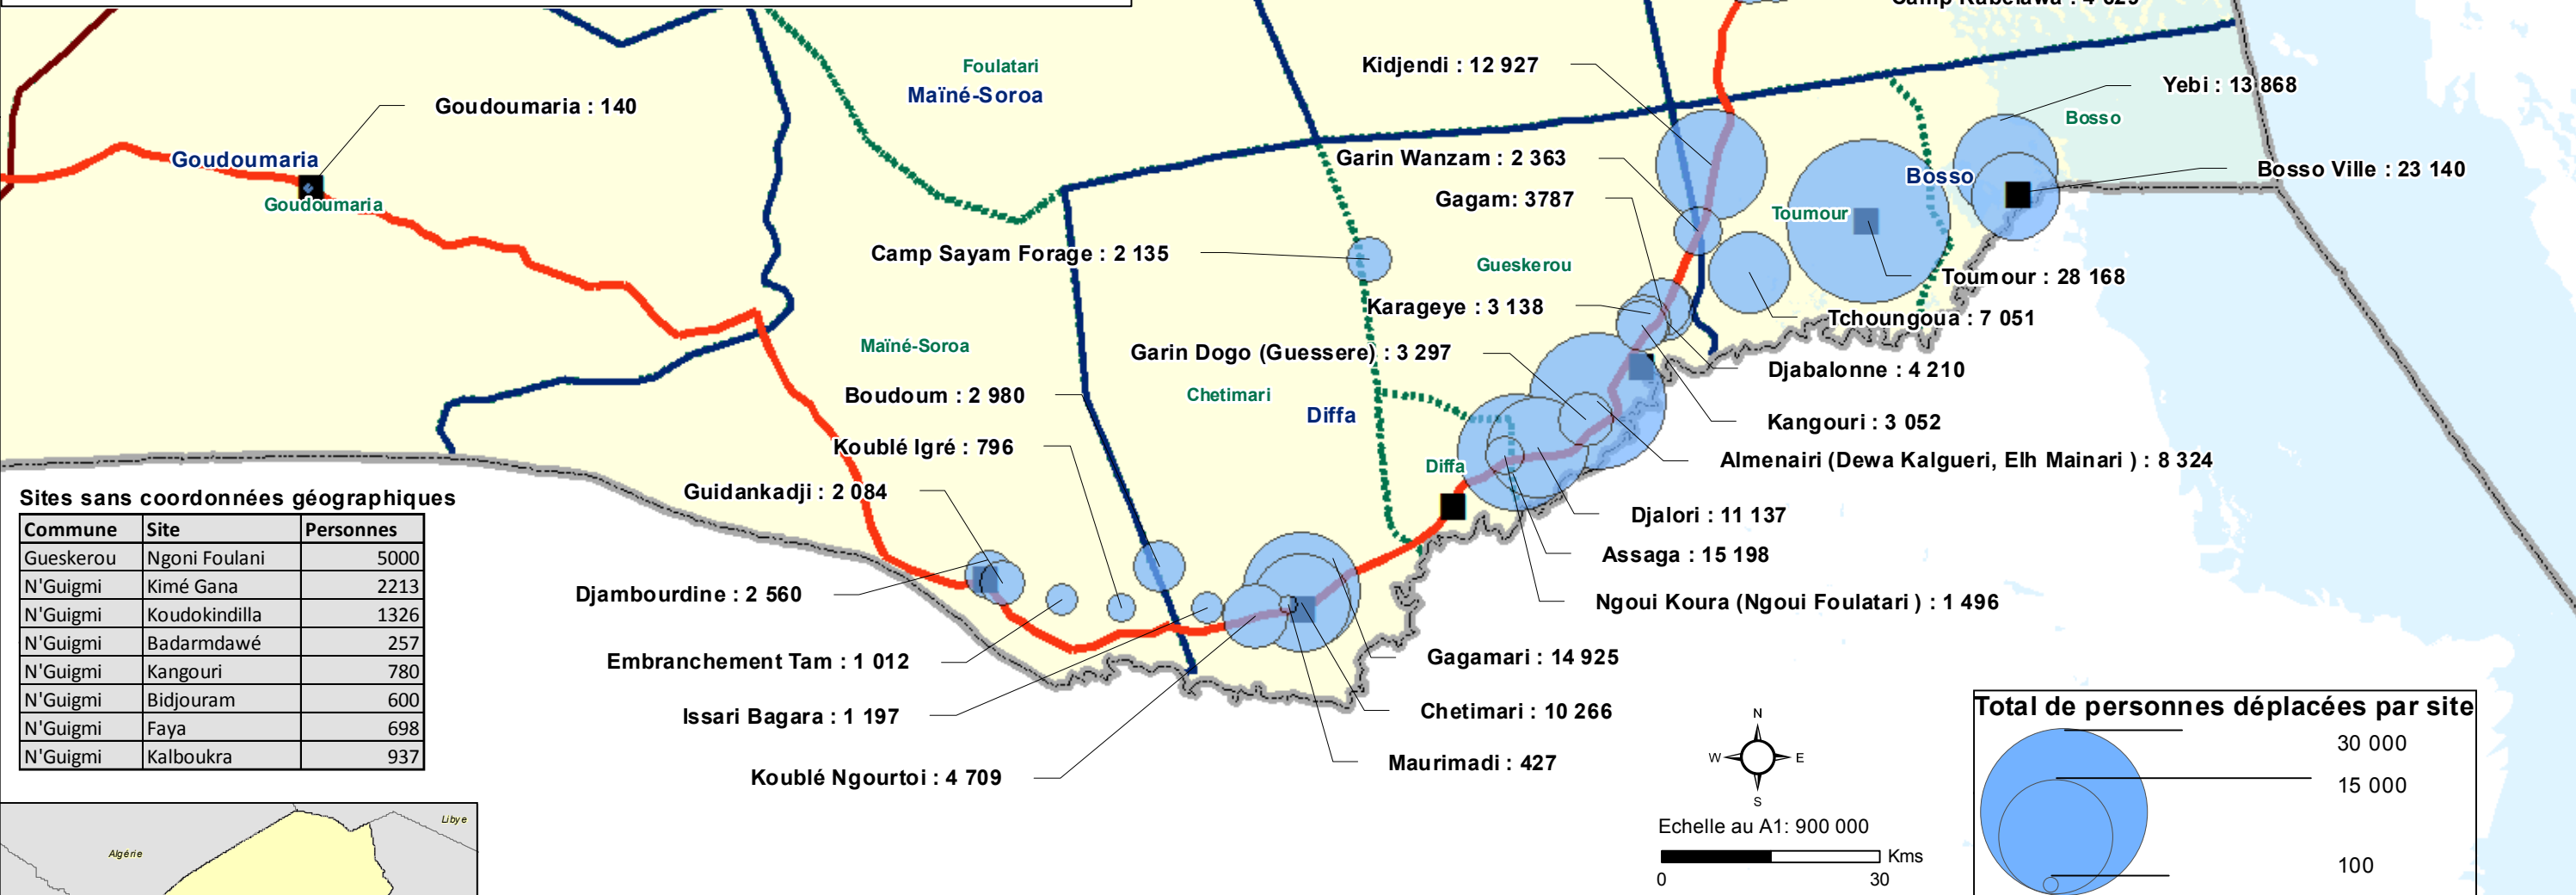 Camp Kabelawa : 4 629
Foulatari
Maïné-Soroa
Kidjendi : 12 927
Yebi : 13 868
Goudoumaria : 140
Bosso
Garin Wanzam : 2 363
Goudoumaria
Bosso
Bosso Ville : 23 140
Gagam: 3787
Goudoumaria
Toumour
Camp Sayam Forage : 2 135
Gueskerou
Toumour : 28 168
Karageye : 3 138
Tchoungoua : 7 051
Maïné-Soroa
Garin Dogo (Guessere) : 3 297
Djabalonne : 4 210
Boudoum : 2 980
Chetimari
Diffa
Kangouri : 3 052
Koublé Igré : 796
Diffa
Almenairi (Dewa Kalgueri, Elh Mainari ) : 8 324
Guidankadji : 2 084
Djalori : 11 137
Assaga : 15 198
Djambourdine : 2 560
Ngoui Koura (Ngoui Foulatari ) : 1 496
Embranchement Tam : 1 012
Gagamari : 14 925
Issari Bagara : 1 197
Chetimari : 10 266
Koublé Ngourtoi : 4 709
Maurimadi : 427
Sites sans coordonnées géographiques
Commune Site Personnes
Gueskerou Ngoni Foulani 5000
N'Guigmi Kimé Gana 2213
N'Guigmi Koudokindilla 1326
N'Guigmi Badarmdawé 257
N'Guigmi Kangouri 780
N'Guigmi Bidjouram 600
N'Guigmi Faya 698
N'Guigmi Kalboukra 937
Libye
Algérie
N
W E
S
Echelle au A1: 900 000
Kms
0 30
Total de personnes déplacées par site
30 000
15 000
100